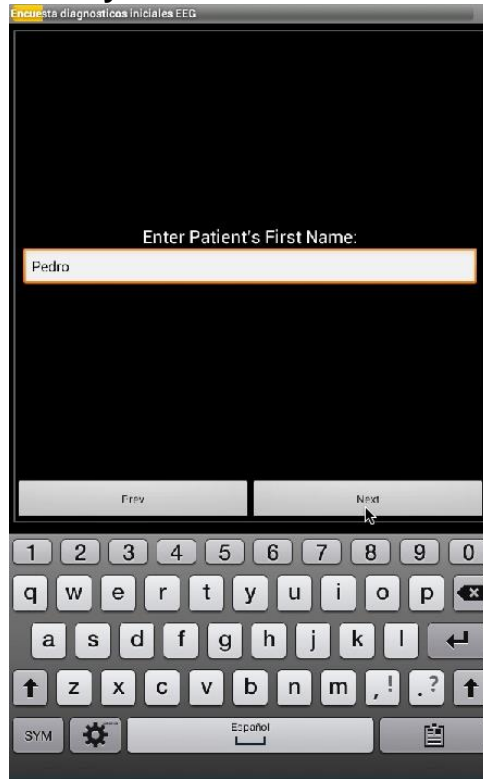 Encuesta diagnosticos iniciales EEG
Enter Patient's First Name:
Pedro
Prev Next
1 2 3 4 5 6 7 8 9 0
q w e r t y u i o p
a s d f g h j k l
z x c v b n m , ! . ?
SYM Español